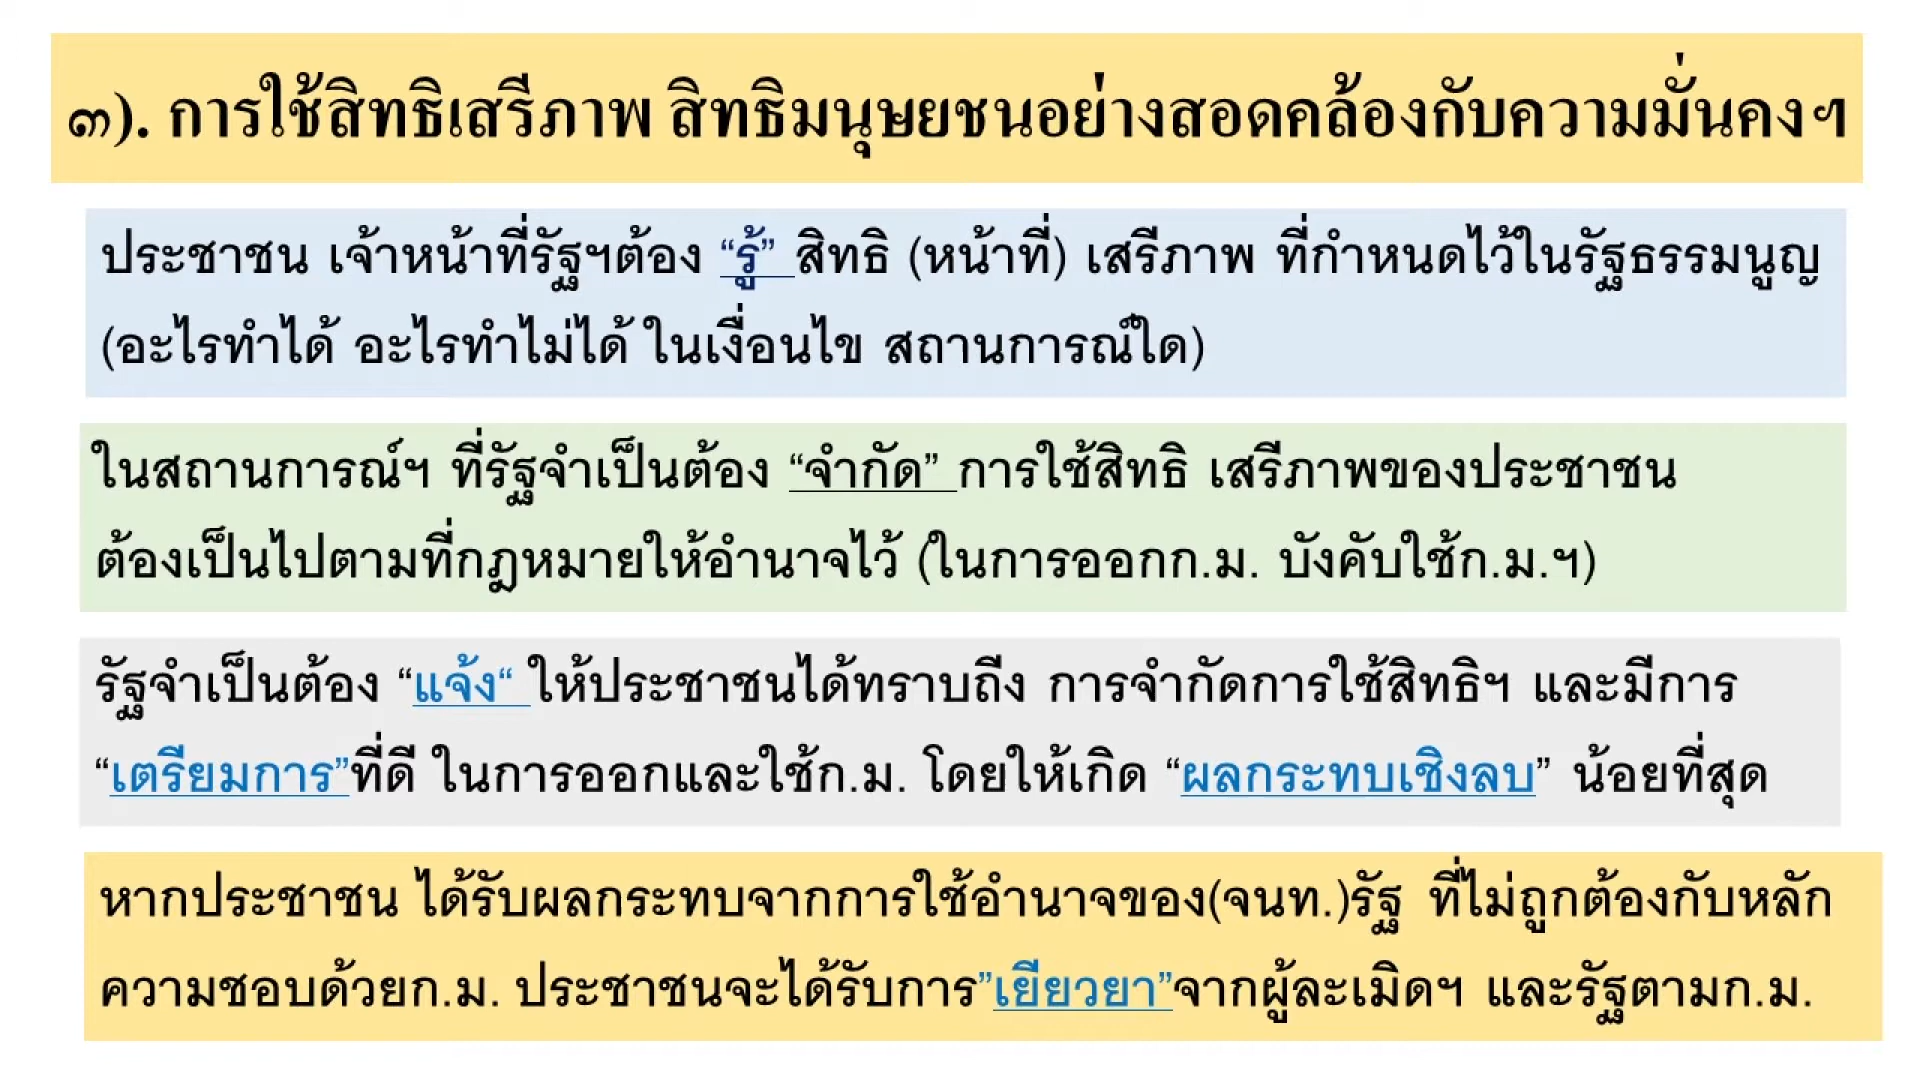 ๓). การใช้สิทธิเสรีภาพ สิทธิมนุษยชนอย่างสอดคล้องกับความมั่นคงฯ
ประชาชน เจ้าหน้าที่รัฐฯต้อง “รู้” สิทธิ (หน้าที่) เสรีภาพ ที่กำหนดไว้ในรัฐธรรมนูญ
(อะไรทำได้ อะไรทำไม่ได้ ในเงื่อนไข สถานการณ์ใด)
ในสถานการณ์ฯ ที่รัฐจำเป็นต้อง “จำกัด” การใช้สิทธิ เสรีภาพของประชาชน
ต้องเป็นไปตามที่กฎหมายให้อำนาจไว้ (ในการออกก.ม. บังคับใช้ก.ม.ฯ)
รัฐจำเป็นต้อง “แจ้ง“ ให้ประชาชนได้ทราบถึง การจำกัดการใช้สิทธิฯ และมีการ
“เตรียมการ”ที่ดี ในการออกและใช้ก.ม. โดยให้เกิด “ผลกระทบเชิงลบ” น้อยที่สุด
หากประชาชน ได้รับผลกระทบจากการใช้อำนาจของ(จนท.)รัฐ ที่ไม่ถูกต้องกับหลัก
ความชอบด้วยก.ม. ประชาชนจะได้รับการ”เยียวยา”จากผู้ละเมิดฯ และรัฐตามก.ม.